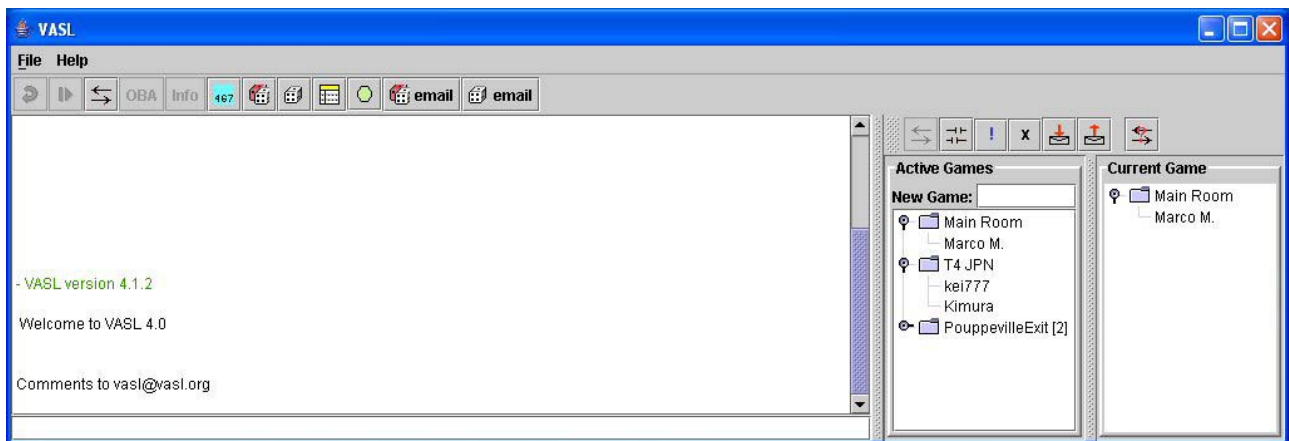 VASL
File Help
OBA Info 467 email email
- VASL version 4.1.2
Welcome to VASL 4.0
Comments to vasl@vasl.org
! x
Active Games
New Game:
Main Room
Marco M.
T4 JPN
kei777
Kimura
PouppevilleExit [2]
Current Game
Main Room
Marco M.